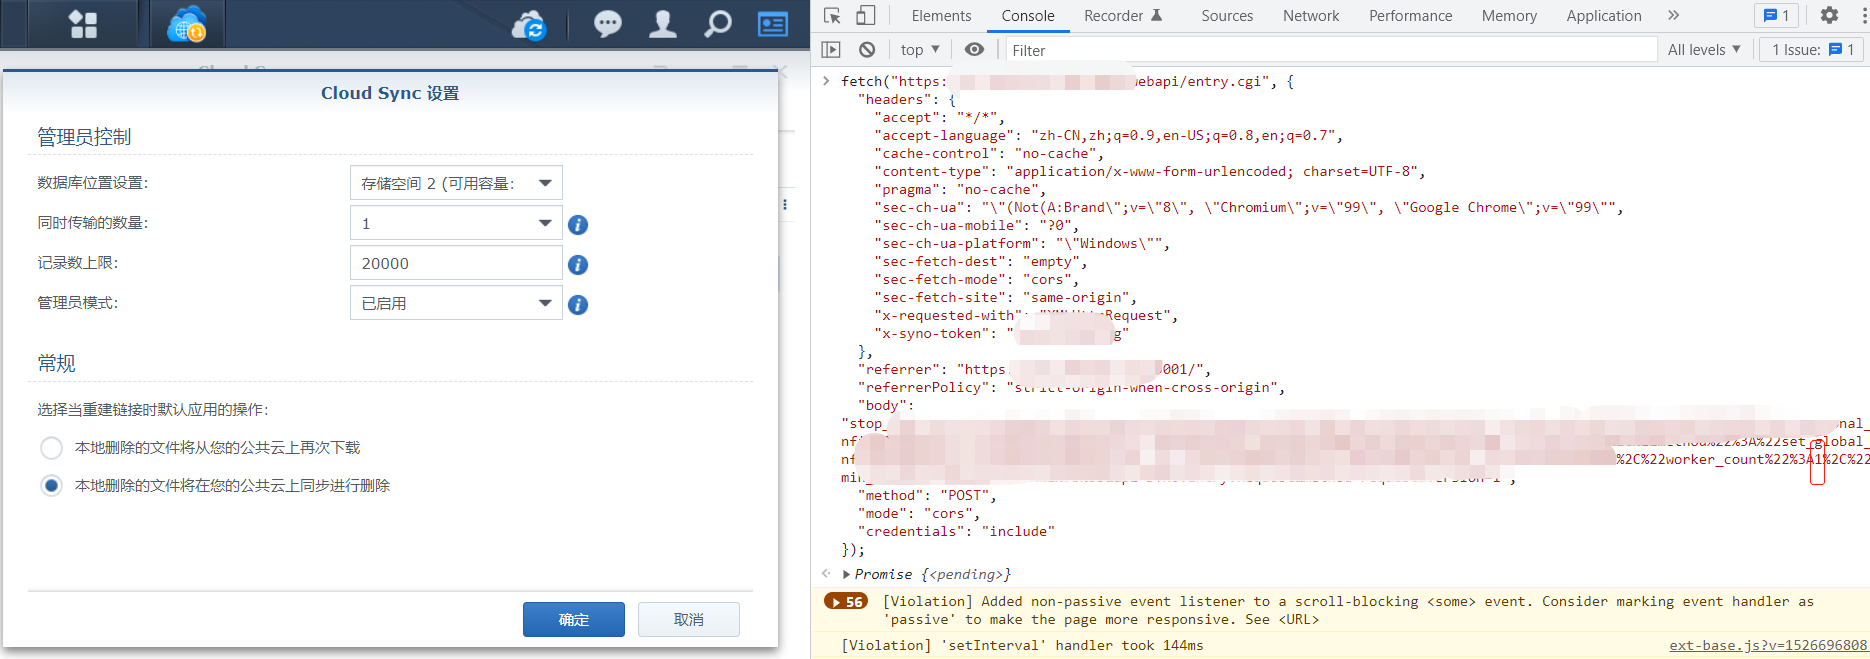 Cloud Sync 设置
管理员控制
数据库位置设置:
存储空间 2 (可用容量:
同时传输的数量:
1
记录数上限:
20000
管理员模式:
已启用
常规
选择当重建链接时默认应用的操作:
本地删除的文件将从您的公共云上再次下载
本地删除的文件将在您的公共云上同步进行删除
确定
取消
Elements
Console
Recorder
Sources
Network
Performance
Memory
Application
1
top
Filter
All levels
1 Issue:
1
fetch("https: webapi/entry.cgi", {
"headers": {
"accept": "*/*",
"accept-language": "zh-CN,zh;q=0.9,en-US;q=0.8,en;q=0.7",
"cache-control": "no-cache",
"content-type": "application/x-www-form-urlencoded; charset=UTF-8",
"pragma": "no-cache",
"sec-ch-ua": "\"(Not(A:Brand\";v=\"8\", \"Chromium\";v=\"99\", \"Google Chrome\";v=\"99\"",
"sec-ch-ua-mobile": "?0",
"sec-ch-ua-platform": "\"Windows\"",
"sec-fetch-dest": "empty",
"sec-fetch-mode": "cors",
"sec-fetch-site": "same-origin",
"x-requested-with": "XMLHttpRequest",
"x-syno-token": " g"
},
"referrer": "https: 001/",
"referrerPolicy": "strict-origin-when-cross-origin",
"body":
"stop_ nal_
nf method%22%3A%22set_global_
nf %2C%22worker_count%22%3A1%2C%22
min_
"method": "POST",
"mode": "cors",
"credentials": "include"
});
Promise {<pending>}
56 [Violation] Added non-passive event listener to a scroll-blocking <some> event. Consider marking event handler as
'passive' to make the page more responsive. See <URL>
[Violation] 'setInterval' handler took 144ms
ext-base.js?v=1526696808